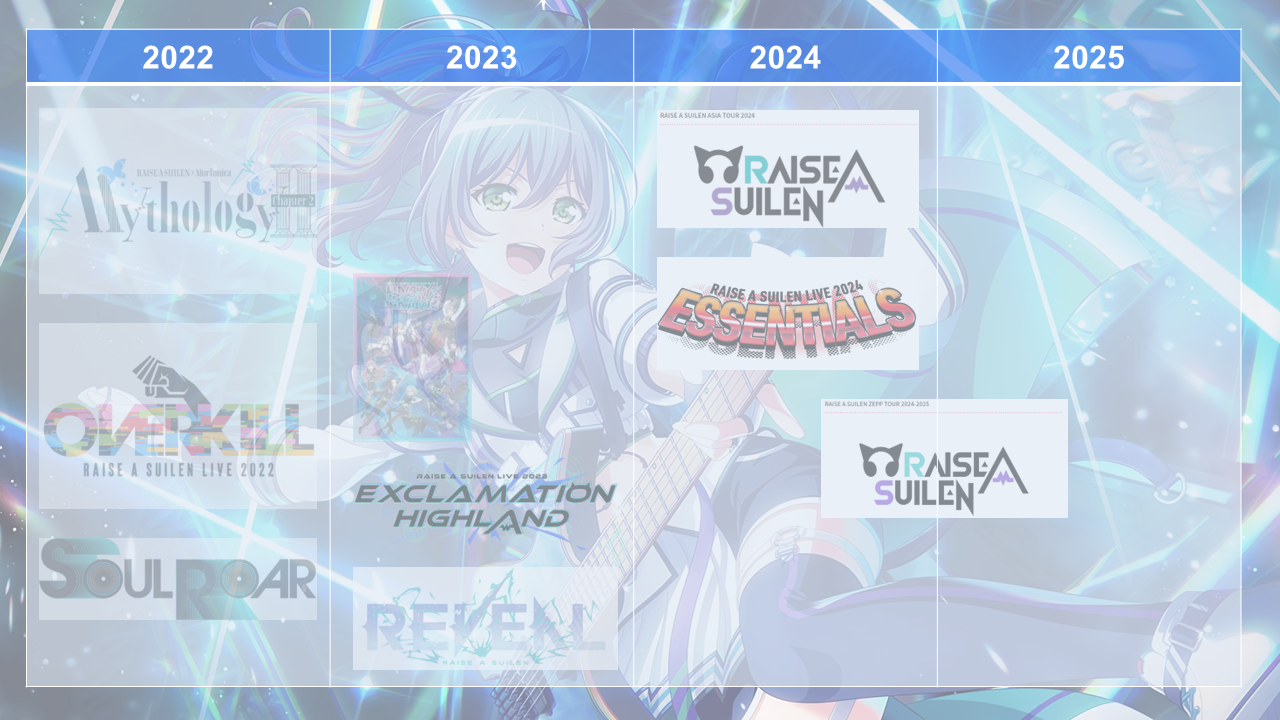 2022
2023
2024
2025
RAISE A SUILEN×Morfonica
Mythology
Chapter 2
OVERKILL
RAISE A SUILEN LIVE 2022
SOUL ROAR
RAISE A SUILEN LIVE 2023
EXCLAMATION
HIGHLAND
REVEAL
RAISE A SUILEN
RAISE A SUILEN ASIA TOUR 2024
RAISE A
SUILEN
RAISE A SUILEN LIVE 2024
ESSENTIALS
RAISE A SUILEN ZEPP TOUR 2024-2025
RAISE A
SUILEN